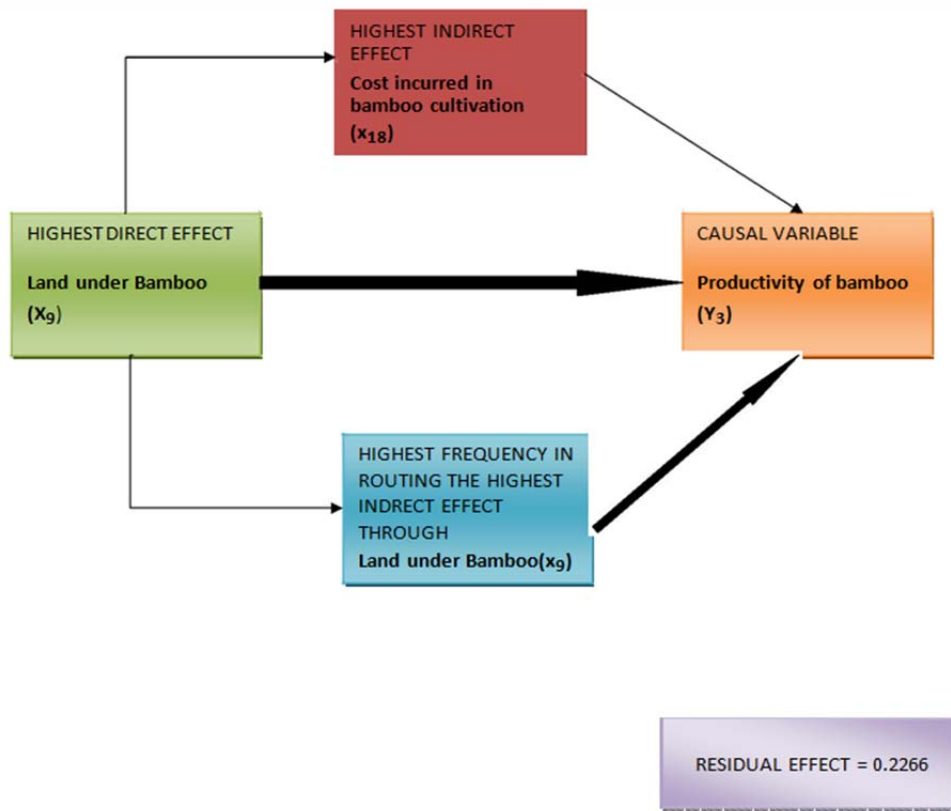 HIGHEST INDIRECT
EFFECT
Cost incurred in
bamboo cultivation
(x18)
HIGHEST DIRECT EFFECT
Land under Bamboo
(X9)
CAUSAL VARIABLE
Productivity of bamboo
(Y3)
HIGHEST FREQUENCY IN
ROUTING THE HIGHEST
INDRECT EFFECT
THROUGH
Land under Bamboo(x9)
RESIDUAL EFFECT = 0.2266